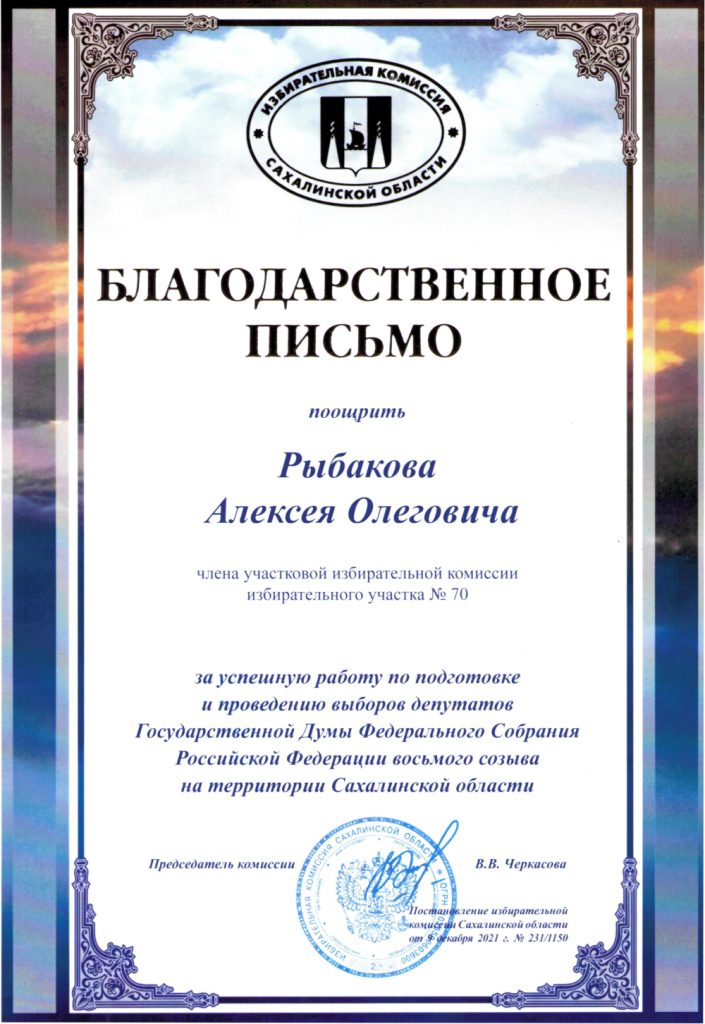 ИЗБИРАТЕЛЬНАЯ КОМИССИЯ
САХАЛИНСКОЙ ОБЛАСТИ
БЛАГОДАРСТВЕННОЕ
ПИСЬМО
поощрить
Рыбакова
Алексея Олеговича
члена участковой избирательной комиссии
избирательного участка № 70
за успешную работу по подготовке
и проведению выборов депутатов
Государственной Думы Федерального Собрания
Российской Федерации восьмого созыва
на территории Сахалинской области
Председатель комиссии
В.В. Черкасова
ИЗБИРАТЕЛЬНАЯ КОМИССИЯ САХАЛИНСКОЙ ОБЛАСТИ
ОГРН
Постановление избирательной
комиссии Сахалинской области
от 9 декабря 2021 г. № 231/1150